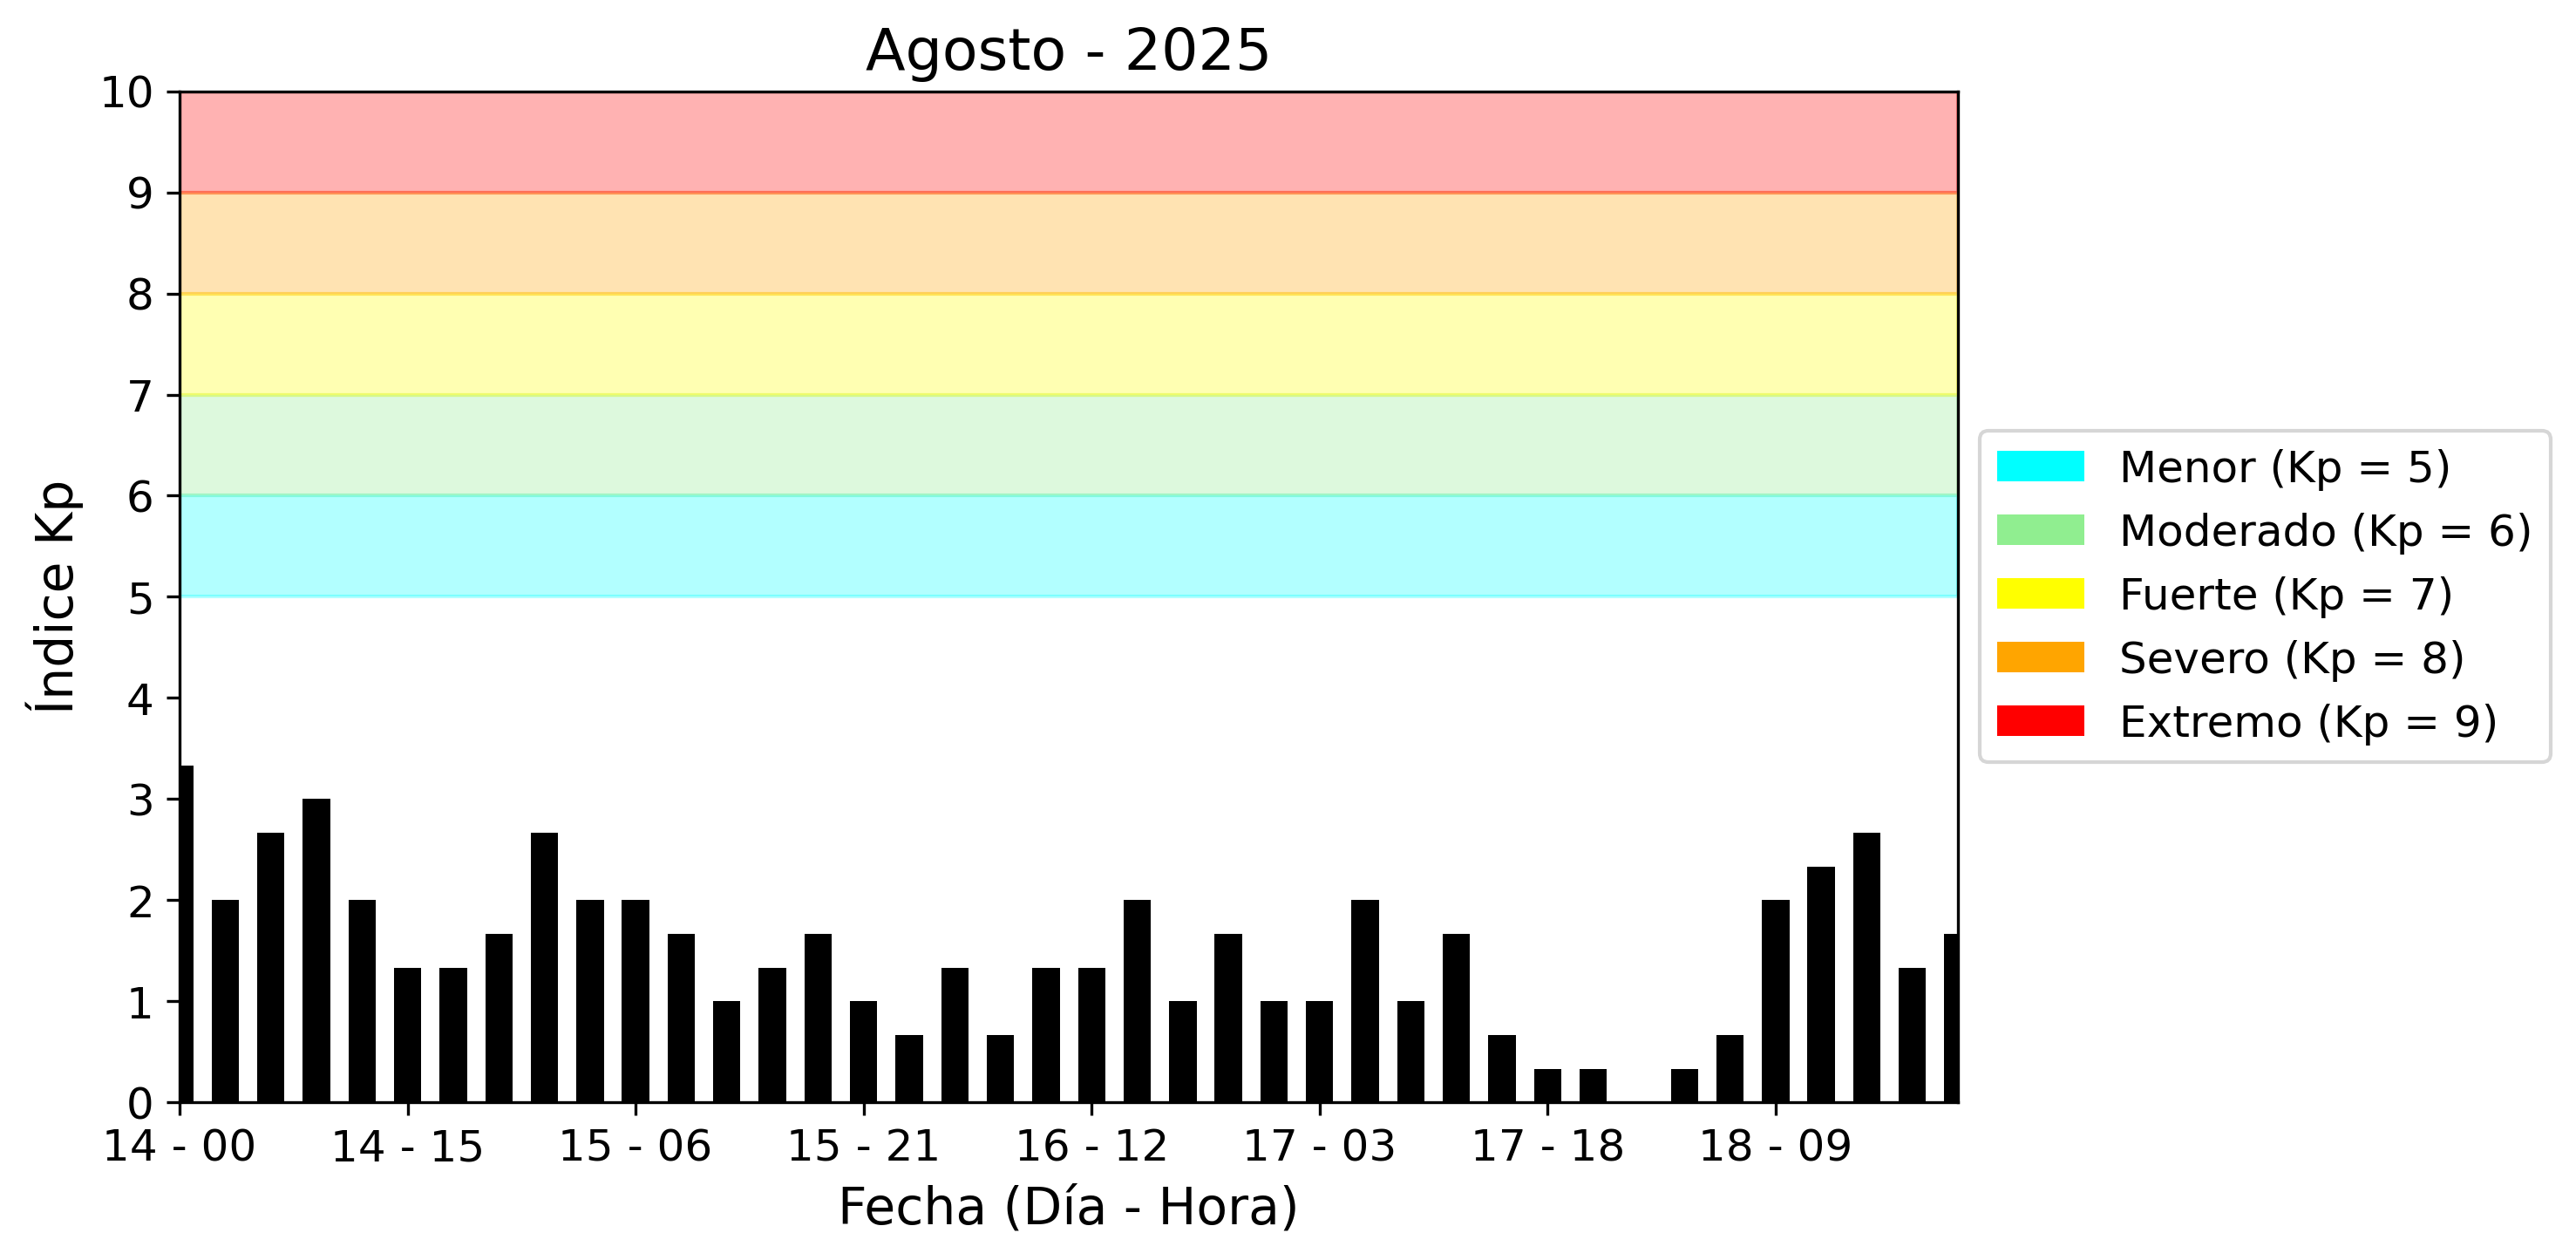 Agosto - 2025
10
9
8
7
6
5
4
3
2
1
0
Índice Kp
14 - 00
14 - 15
15 - 06
15 - 21
16 - 12
17 - 03
17 - 18
18 - 09
Fecha (Día - Hora)
Menor (Kp = 5)
Moderado (Kp = 6)
Fuerte (Kp = 7)
Severo (Kp = 8)
Extremo (Kp = 9)